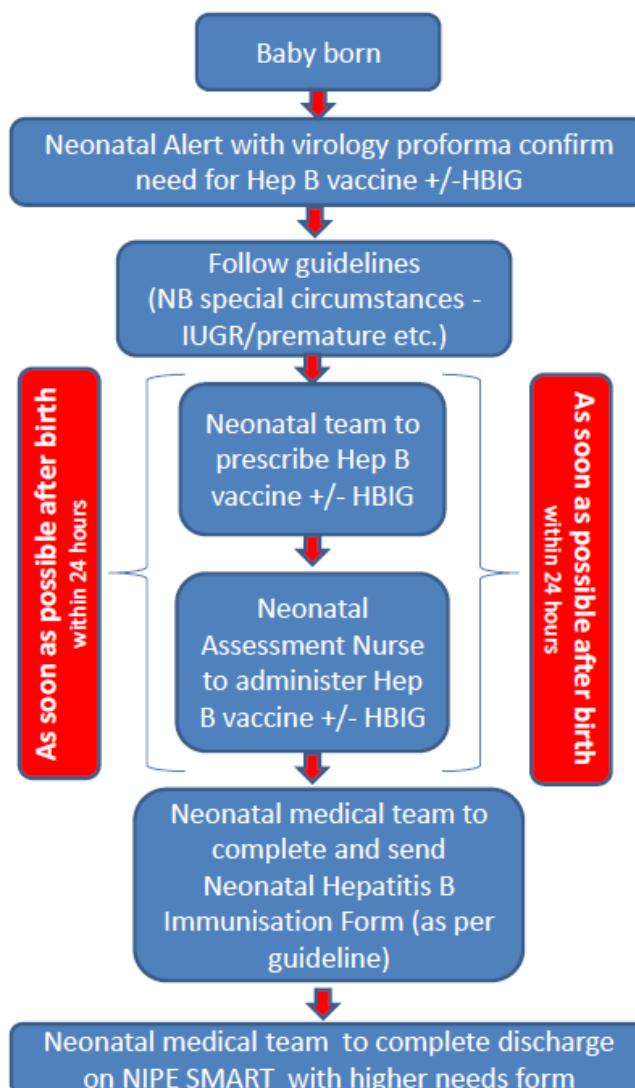 Baby born
Neonatal Alert with virology proforma confirm
need for Hep B vaccine +/-HBIG
Follow guidelines
(NB special circumstances -
IUGR/premature etc.)
As soon as possible after birth
within 24 hours
Neonatal team to
prescribe Hep B
vaccine +/- HBIG
Neonatal
Assessment Nurse
to administer Hep
B vaccine +/- HBIG
As soon as possible after birth
within 24 hours
Neonatal medical team to
complete and send
Neonatal Hepatitis B
Immunisation Form (as per
guideline)
Neonatal medical team to complete discharge
on NIPE SMART with higher needs form